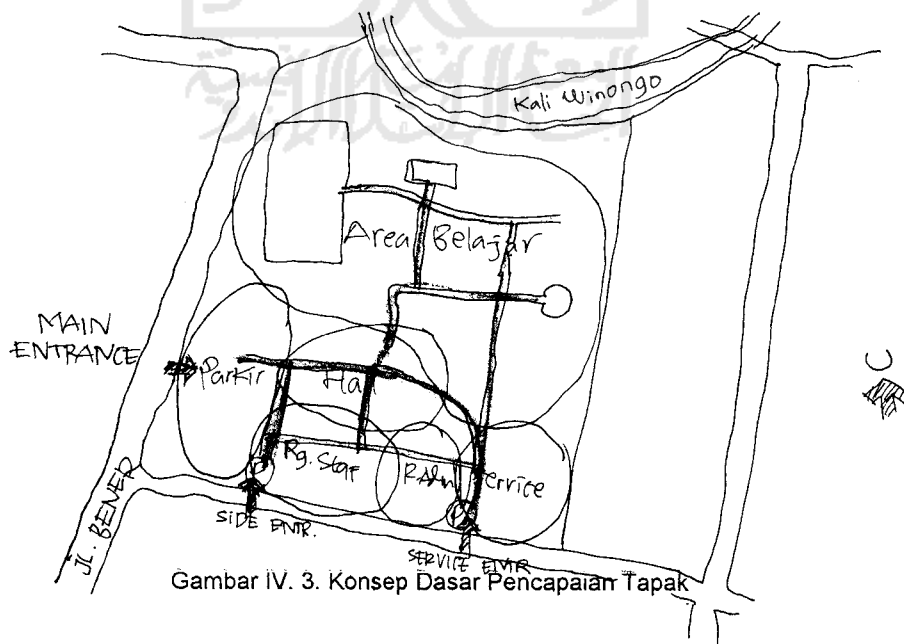 Kali Winongo
Area Belajar
MAIN
ENTRANCE
Parkir
Hall
U
Rg. Staf
R Adm
Service
P
SIDE ENTR.
SERVICE ENTR
JL. BENER
Gambar IV. 3. Konsep Dasar Pencapaian Tapak